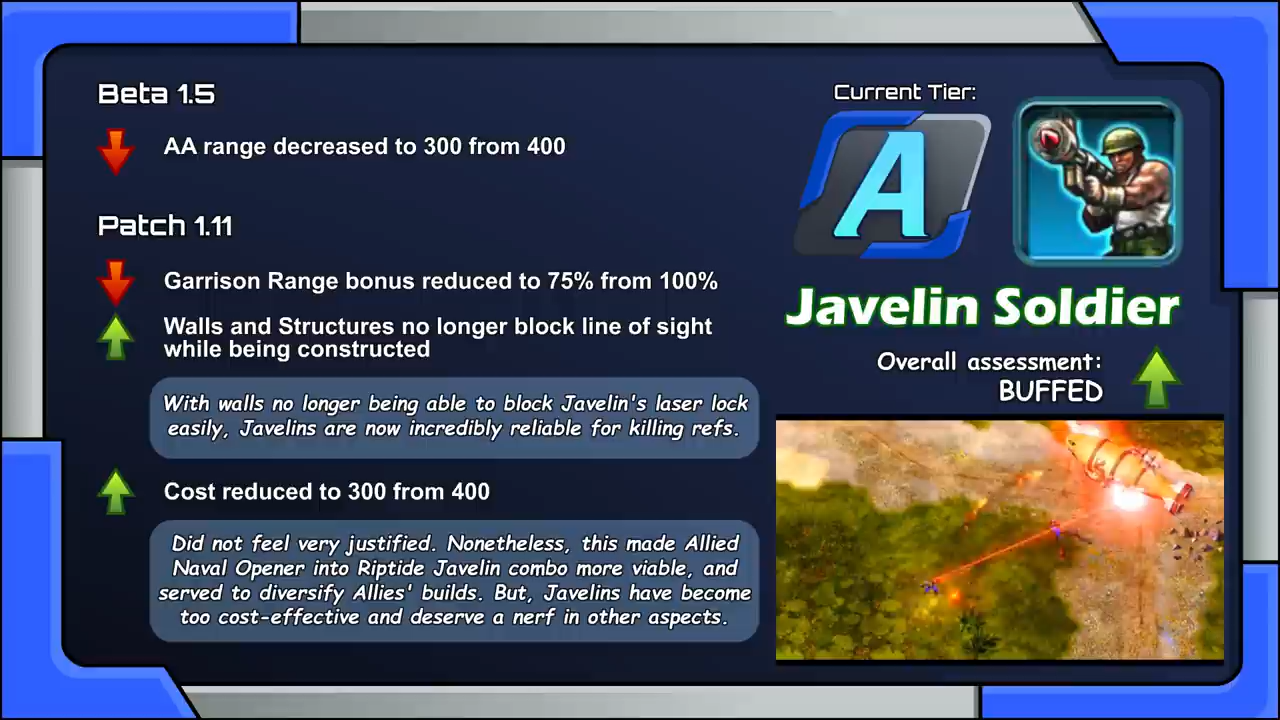 Beta 1.5
AA range decreased to 300 from 400
Patch 1.11
Garrison Range bonus reduced to 75% from 100%
Walls and Structures no longer block line of sight
while being constructed
With walls no longer being able to block Javelin's laser lock
easily, Javelins are now incredibly reliable for killing refs.
Cost reduced to 300 from 400
Did not feel very justified. Nonetheless, this made Allied
Naval Opener into Riptide Javelin combo more viable, and
served to diversify Allies' builds. But, Javelins have become
too cost-effective and deserve a nerf in other aspects.
Current Tier:
A
Javelin Soldier
Overall assessment:
BUFFED